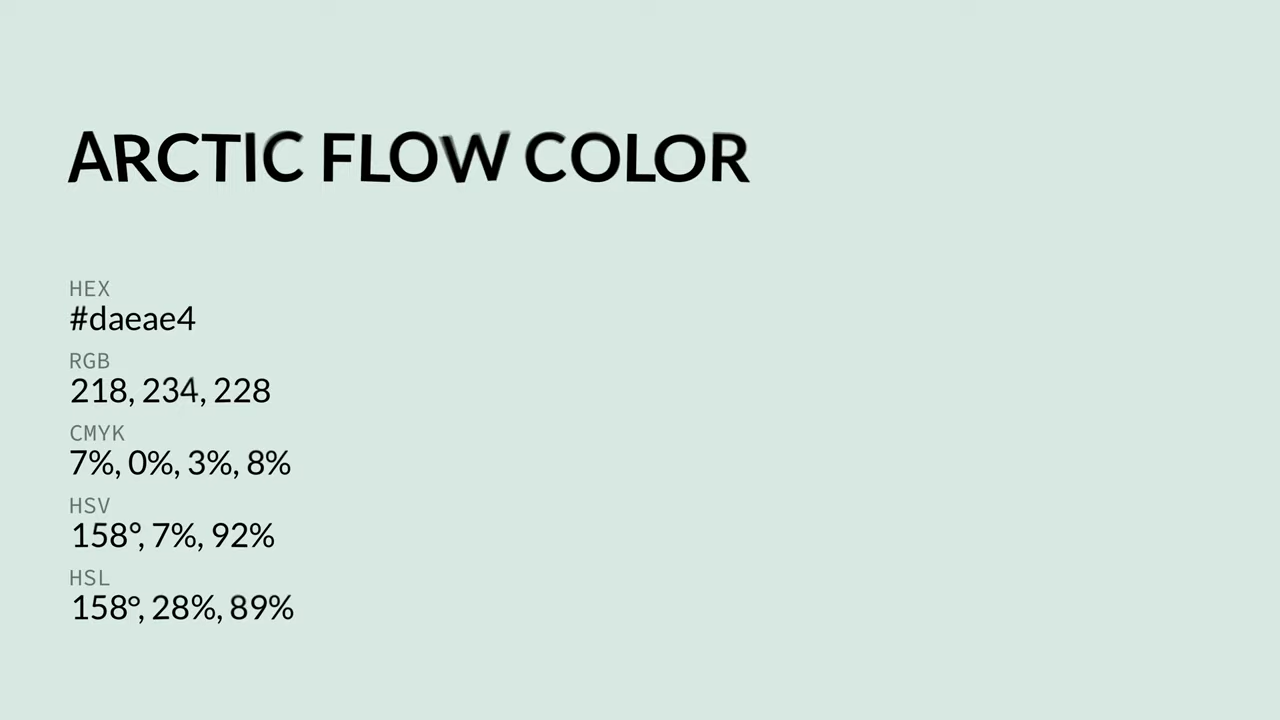 ARCTIC FLOW COLOR
HEX
#daeae4
RGB
218, 234, 228
CMYK
7%, 0%, 3%, 8%
HSV
158°, 7%, 92%
HSL
158°, 28%, 89%